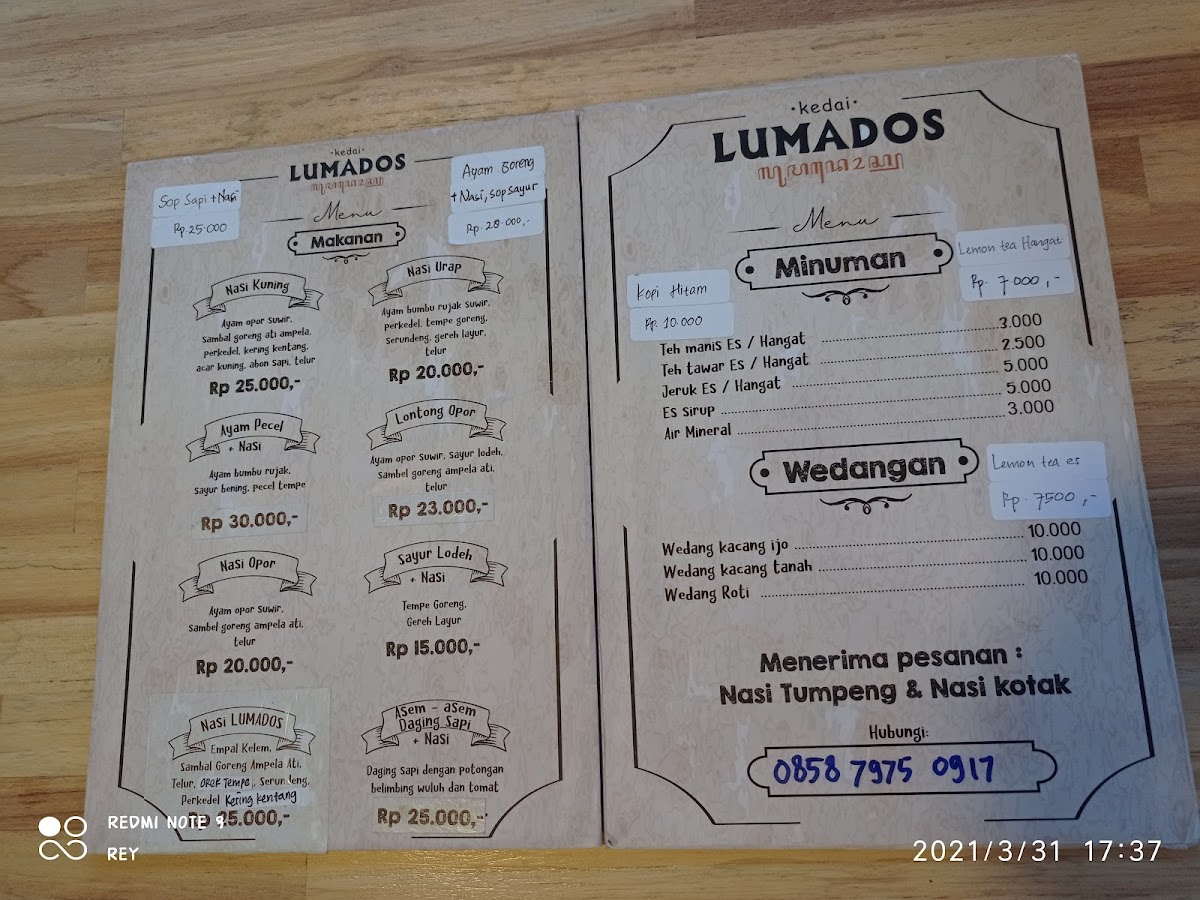 ·kedai·
LUMADOS
Sop Sapi + Nasi
Rp. 25.000
Ayam Goreng
+ Nasi, sop sayur
Rp. 28.000,-
Menu
Makanan
Nasi Kuning
Ayam opor suwir,
Sambal goreng ati ampela,
perkedel, kering kentang,
acar kuning, abon sapi, telur
Rp 25.000,-
Nasi Urap
Ayam bumbu rujak suwir,
perkedel, tempe goreng,
Serundeng, gereh layur,
telur
Rp 20.000,-
Ayam Pecel
+ Nasi
Ayam bumbu rujak,
sayur bening, pecel tempe
Rp 30.000,-
Lontong Opor
Ayam opor suwir, sayur lodeh,
Sambel goreng ampela ati,
telur
Rp 23.000,-
Nasi Opor
Ayam opor suwir,
Sambel goreng ampela ati,
telur
Rp 20.000,-
Sayur Lodeh
+ Nasi
Tempe Goreng,
Gereh Layur
Rp 15.000,-
Nasi LUMADOS
Empal Kelem,
Sambal Goreng Ampela Ati,
Telur, orek Tempe, Serundeng,
Perkedel, Kering kentang
25.000,-
ASem - aSem
Daging Sapi
+ Nasi
Daging Sapi dengan potongan
belimbing wuluh dan tomat
Rp 25.000,-
·kedai·
LUMADOS
Menu
Minuman
Kopi Hitam
Rp. 10.000
Lemon tea Hangat
Rp. 7000,-
Teh manis Es / Hangat 3.000
Teh tawar Es / Hangat 2.500
Jeruk Es / Hangat 5.000
Es sirup 5.000
Air Mineral 3.000
Wedangan
Lemon tea es
Rp. 7500,-
Wedang kacang ijo 10.000
Wedang kacang tanah 10.000
Wedang Roti 10.000
Menerima pesanan :
Nasi Tumpeng & Nasi kotak
Hubungi:
0858 7975 0917
REDMI NOTE 9
REY
2021/3/31 17:37